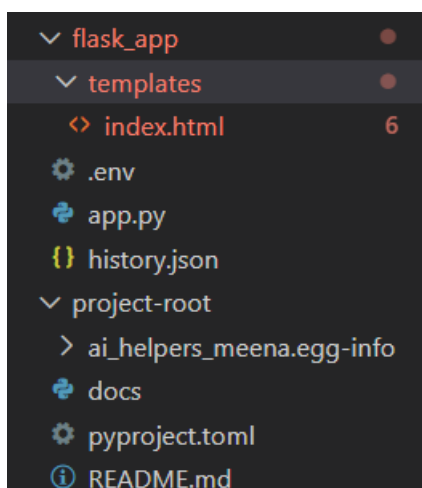 flask_app
templates
index.html 6
.env
app.py
history.json
project-root
ai_helpers_meena.egg-info
docs
pyproject.toml
README.md